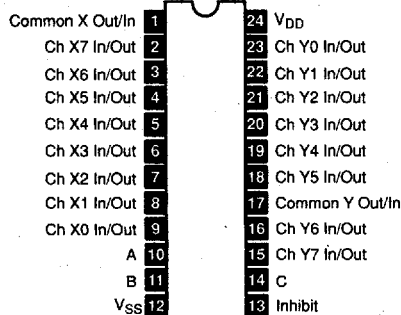 Common X Out/In 1 24 VDD
Ch X7 In/Out 2 23 Ch Y0 In/Out
Ch X6 In/Out 3 22 Ch Y1 In/Out
Ch X5 In/Out 4 21 Ch Y2 In/Out
Ch X4 In/Out 5 20 Ch Y3 In/Out
Ch X3 In/Out 6 19 Ch Y4 In/Out
Ch X2 In/Out 7 18 Ch Y5 In/Out
Ch X1 In/Out 8 17 Common Y Out/In
Ch X0 In/Out 9 16 Ch Y6 In/Out
A 10 15 Ch Y7 In/Out
B 11 14 C
VSS 12 13 Inhibit